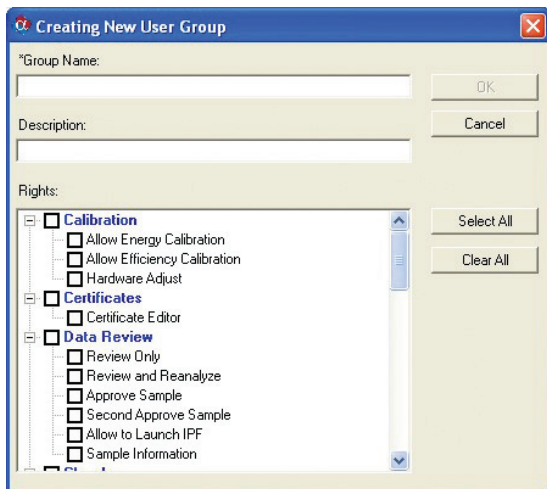 Creating New User Group
*Group Name:
OK
Description:
Cancel
Rights:
Calibration
Select All
Allow Energy Calibration
Allow Efficiency Calibration
Clear All
Hardware Adjust
Certificates
Certificate Editor
Data Review
Review Only
Review and Reanalyze
Approve Sample
Second Approve Sample
Allow to Launch IPF
Sample Information